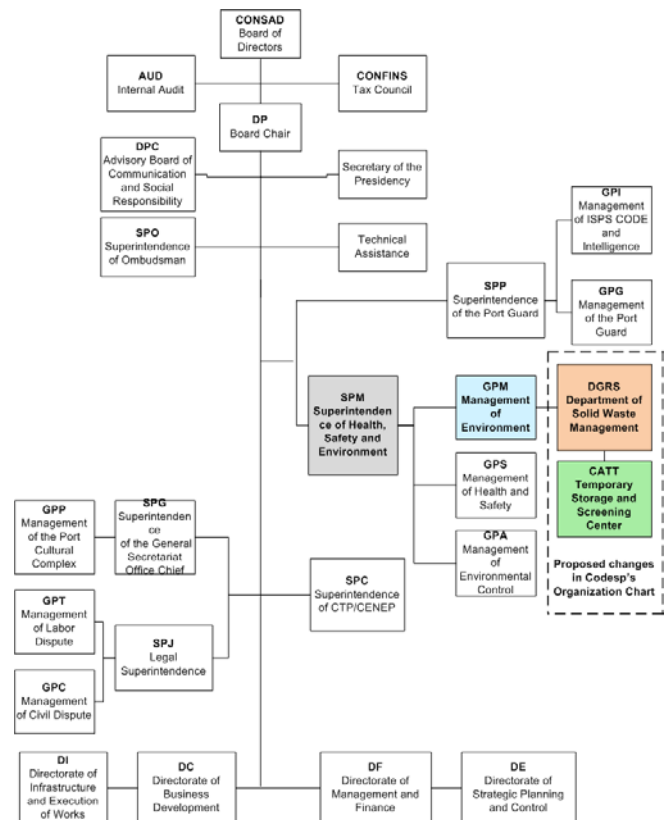 CONSAD
Board of
Directors
AUD
Internal Audit
CONFINS
Tax Council
DP
Board Chair
DPC
Advisory Board of
Communication
and Social
Responsibility
Secretary of the
Presidency
SPO
Superintendence
of Ombudsman
Technical
Assistance
GPI
Management
of ISPS CODE
and
Intelligence
SPP
Superintendence
of the Port Guard
GPG
Management
of the Port
Guard
SPM
Superintenden
ce of Health,
Safety and
Environment
GPM
Management
of
Environment
DGRS
Department of
Solid Waste
Management
CATT
Temporary
Storage and
Screening
Center
GPS
Management
of Health and
Safety
GPA
Management
of
Environmental
Control
Proposed changes
in Codesp's
Organization Chart
GPP
Management
of the Port
Cultural
Complex
SPG
Superintenden
ce
of the General
Secretariat
Office Chief
SPC
Superintendence
of CTP/CENEP
GPT
Management
of Labor
Dispute
SPJ
Legal
Superintendence
GPC
Management
of Civil Dispute
DI
Directorate of
Infrastructure
and Execution
of Works
DC
Directorate of
Business
Development
DF
Directorate of
Management and
Finance
DE
Directorate of
Strategic Planning
and Control